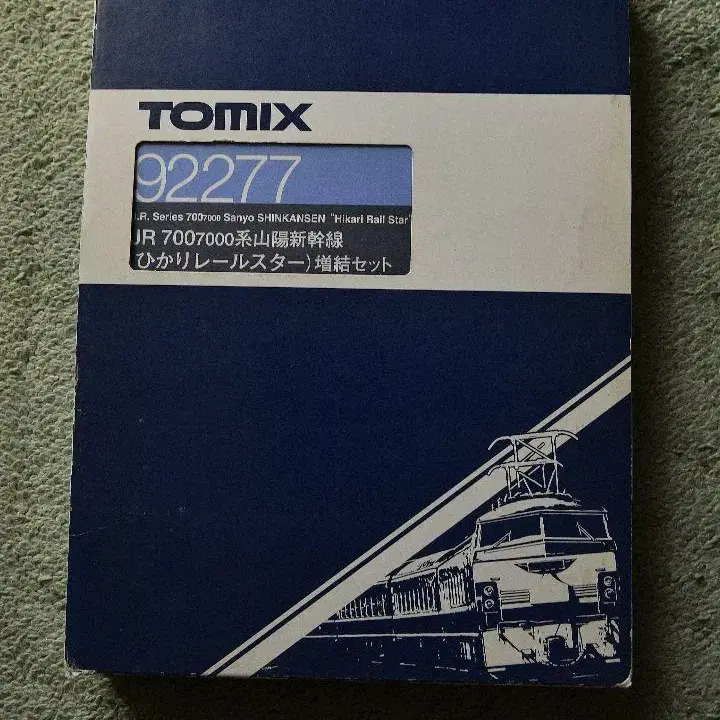 TOMIX
92277
J.R. Series 7007000 Sanyo SHINKANSEN "Hikari Rail Star"
JR 7007000系山陽新幹線
ひかりレールスター)増結セット